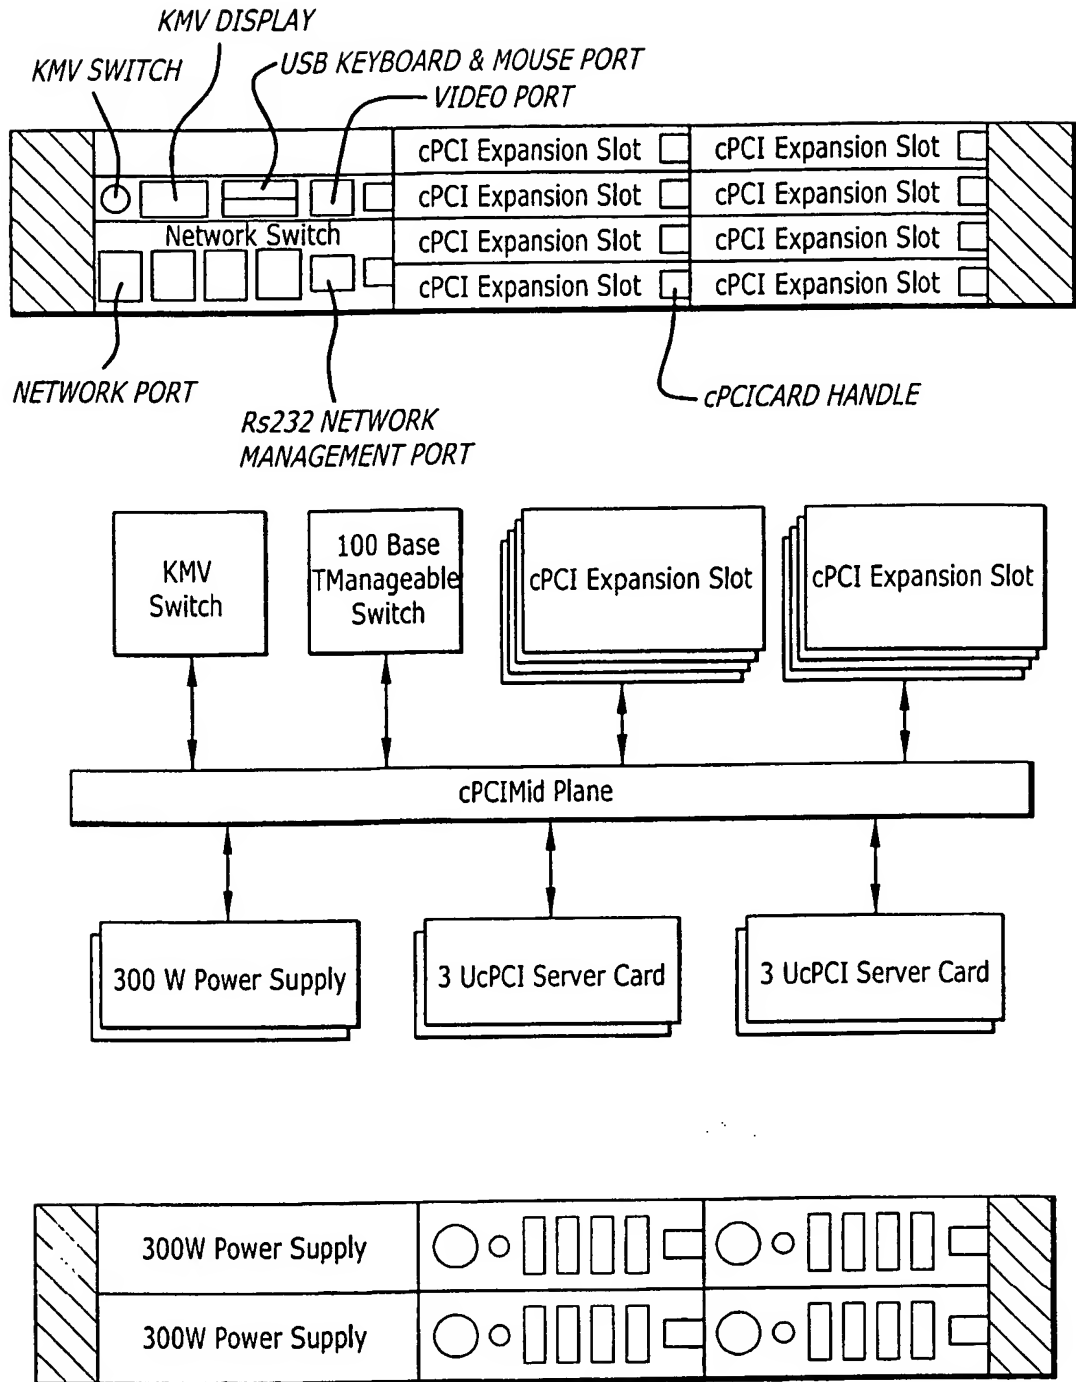 KMV DISPLAY
KMV SWITCH
USB KEYBOARD & MOUSE PORT
VIDEO PORT
cPCI Expansion Slot
cPCI Expansion Slot
cPCI Expansion Slot
cPCI Expansion Slot
Network Switch
cPCI Expansion Slot
cPCI Expansion Slot
cPCI Expansion Slot
cPCI Expansion Slot
NETWORK PORT
Rs232 NETWORK
MANAGEMENT PORT
cPCICARD HANDLE
KMV
Switch
100 Base
TManageable
Switch
cPCI Expansion Slot
cPCI Expansion Slot
cPCIMid Plane
300 W Power Supply
3 UcPCI Server Card
3 UcPCI Server Card
300W Power Supply
300W Power Supply